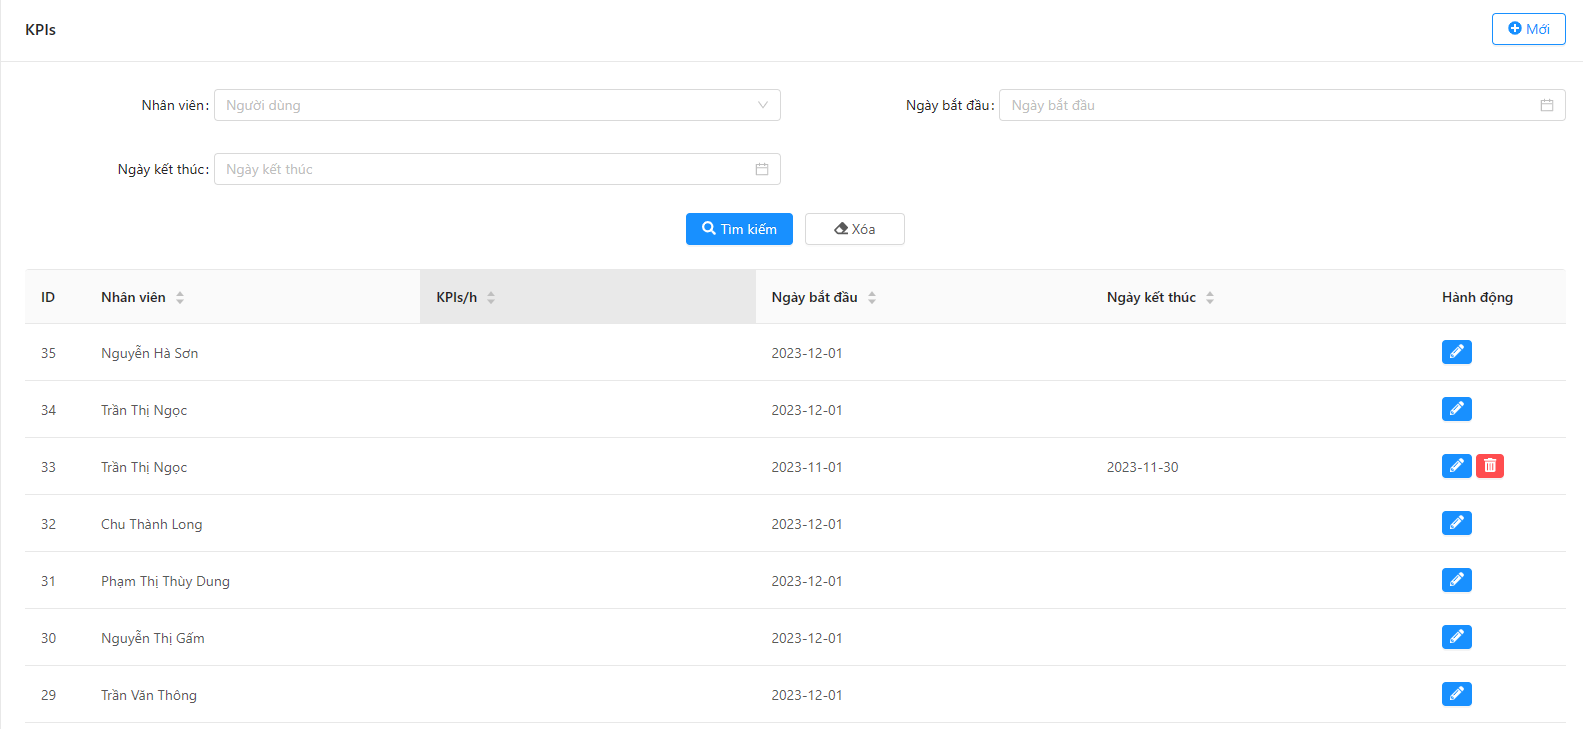 KPIs
Mới
Nhân viên: Người dùng
Ngày bắt đầu: Ngày bắt đầu
Ngày kết thúc: Ngày kết thúc
Tìm kiếm Xóa
ID Nhân viên KPIs/h Ngày bắt đầu Ngày kết thúc Hành động
35 Nguyễn Hà Sơn 2023-12-01
34 Trần Thị Ngọc 2023-12-01
33 Trần Thị Ngọc 2023-11-01 2023-11-30
32 Chu Thành Long 2023-12-01
31 Phạm Thị Thùy Dung 2023-12-01
30 Nguyễn Thị Gấm 2023-12-01
29 Trần Văn Thông 2023-12-01